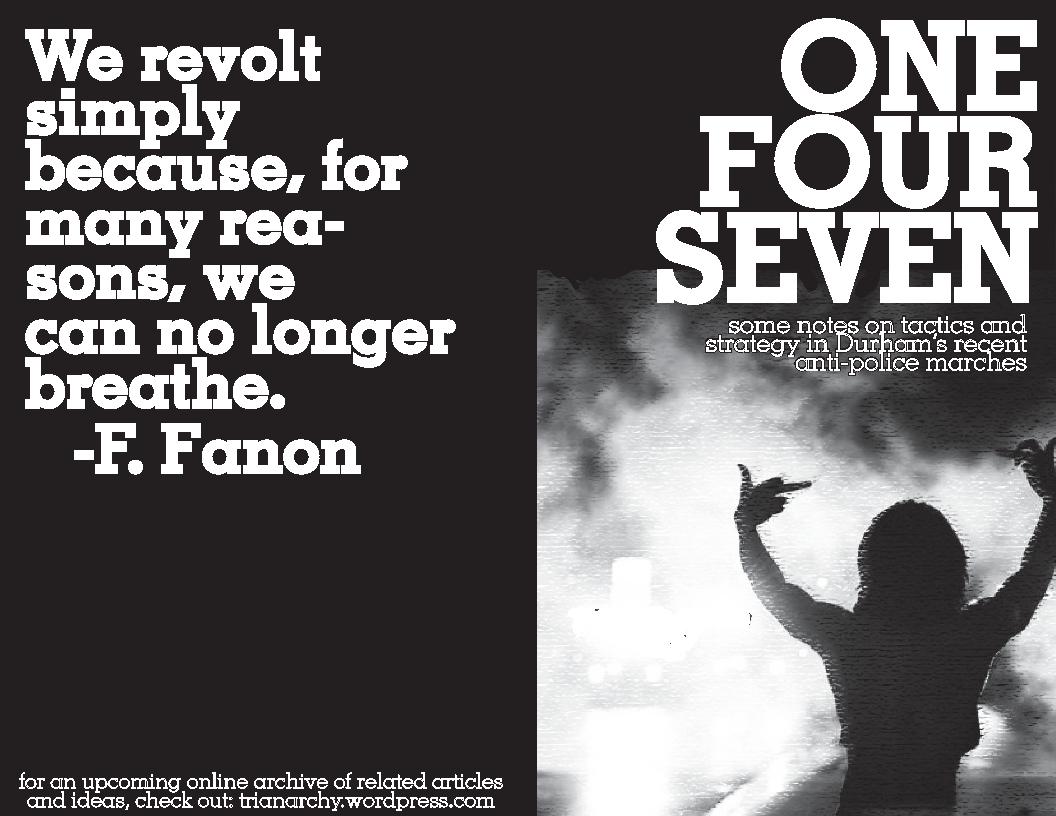 We revolt
simply
because, for
many rea-
sons, we
can no longer
breathe.
-F. Fanon
for an upcoming online archive of related articles
and ideas, check out: trianarchy.wordpress.com
ONE
FOUR
SEVEN
some notes on tactics and
strategy in Durham's recent
anti-police marches